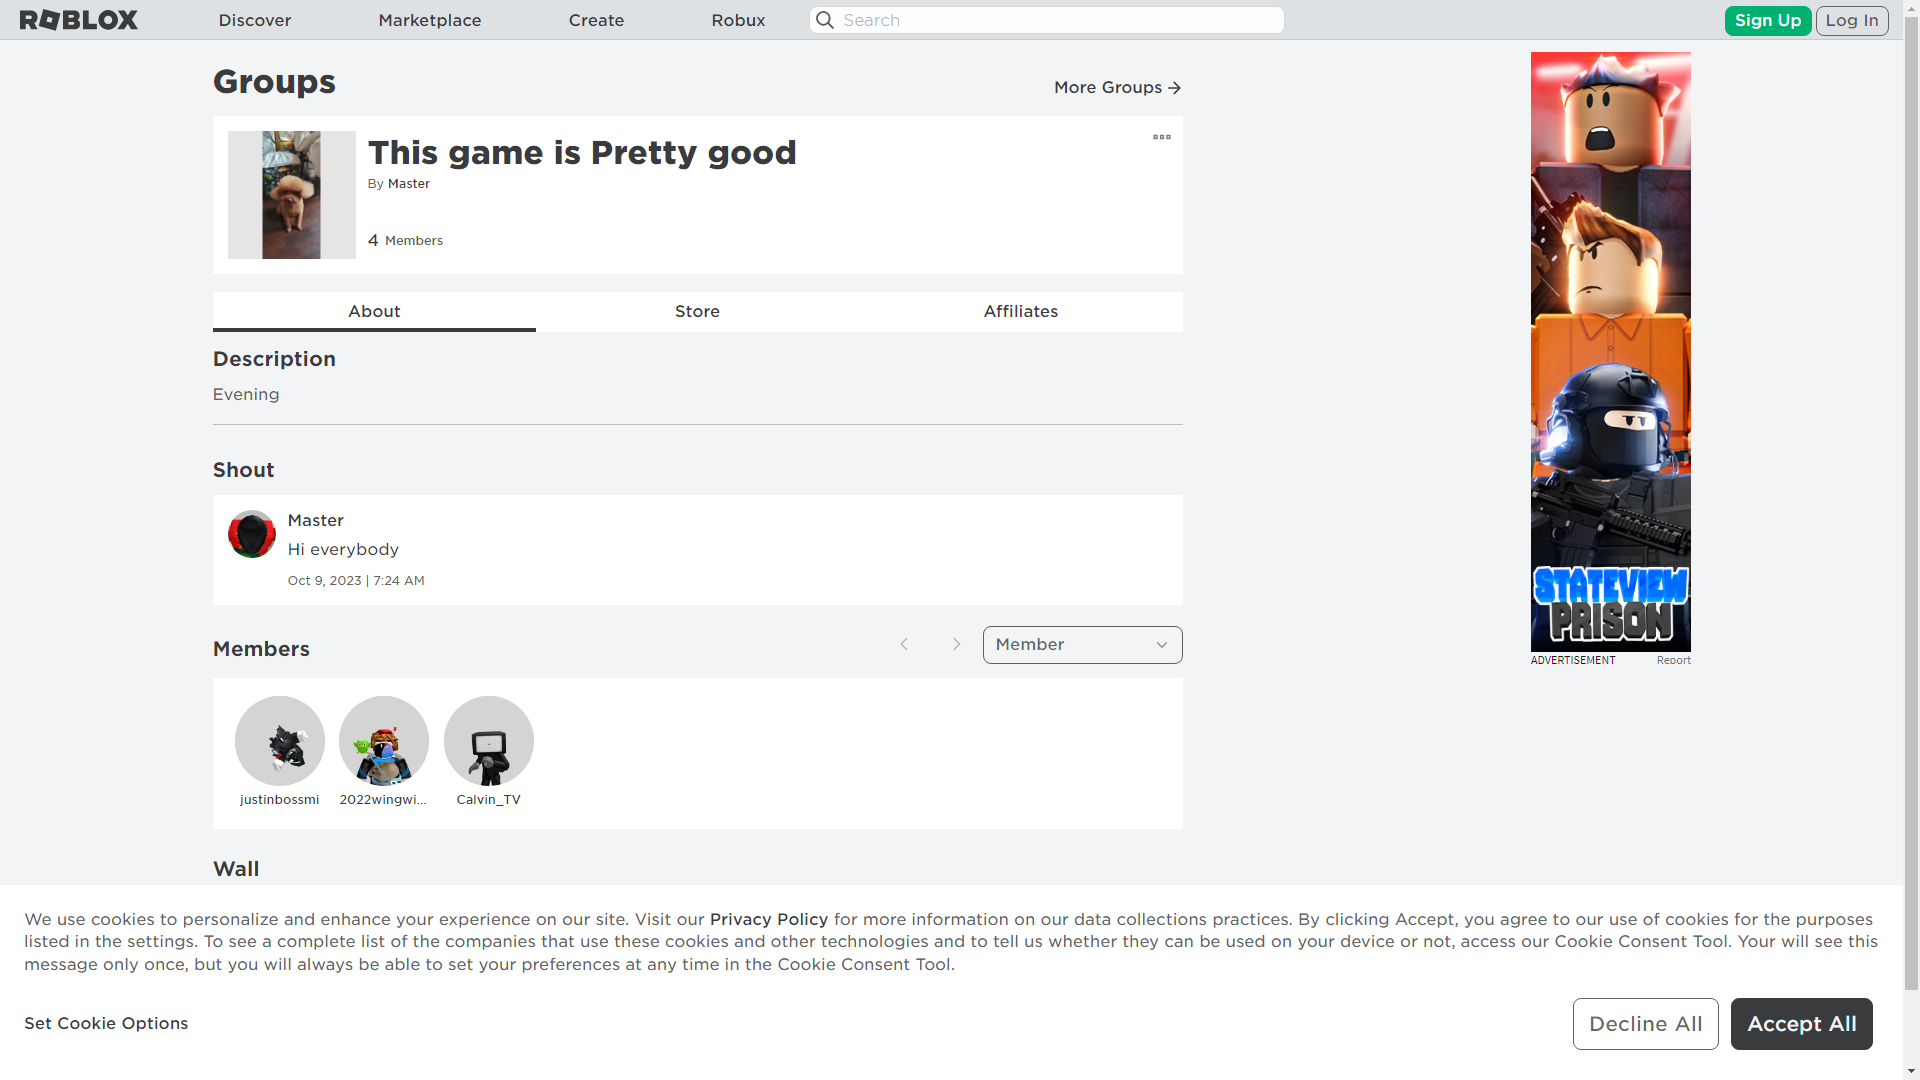 ROBLOX
Discover
Marketplace
Create
Robux
Search
Sign Up
Log In
Groups
More Groups
This game is Pretty good
By Master
4 Members
About
Store
Affiliates
Description
Evening
Shout
Master
Hi everybody
Oct 9, 2023 | 7:24 AM
Members
Member
justinbossmi
2022wingwi...
Calvin_TV
Wall
STATEVIEW
PRISON
ADVERTISEMENT
Report
We use cookies to personalize and enhance your experience on our site. Visit our Privacy Policy for more information on our data collections practices. By clicking Accept, you agree to our use of cookies for the purposes
listed in the settings. To see a complete list of the companies that use these cookies and other technologies and to tell us whether they can be used on your device or not, access our Cookie Consent Tool. Your will see this
message only once, but you will always be able to set your preferences at any time in the Cookie Consent Tool.
Set Cookie Options
Decline All
Accept All